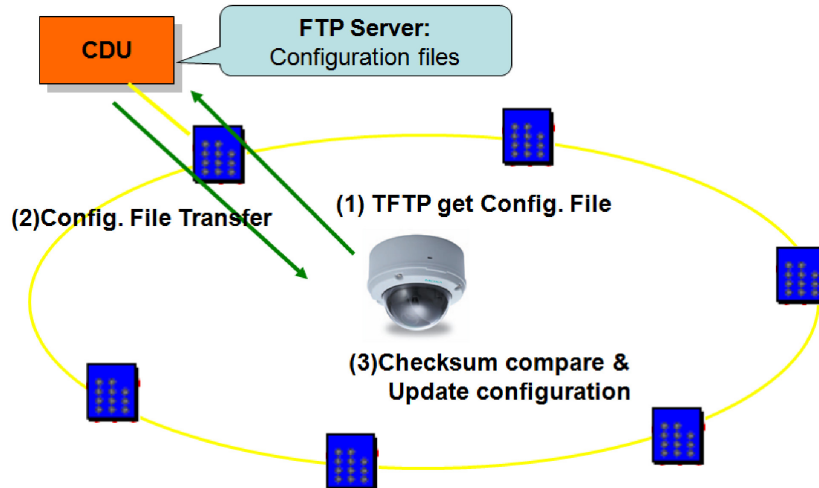 CDU
FTP Server:
Configuration files
(1) TFTP get Config. File
(2)Config. File Transfer
(3)Checksum compare &
Update configuration